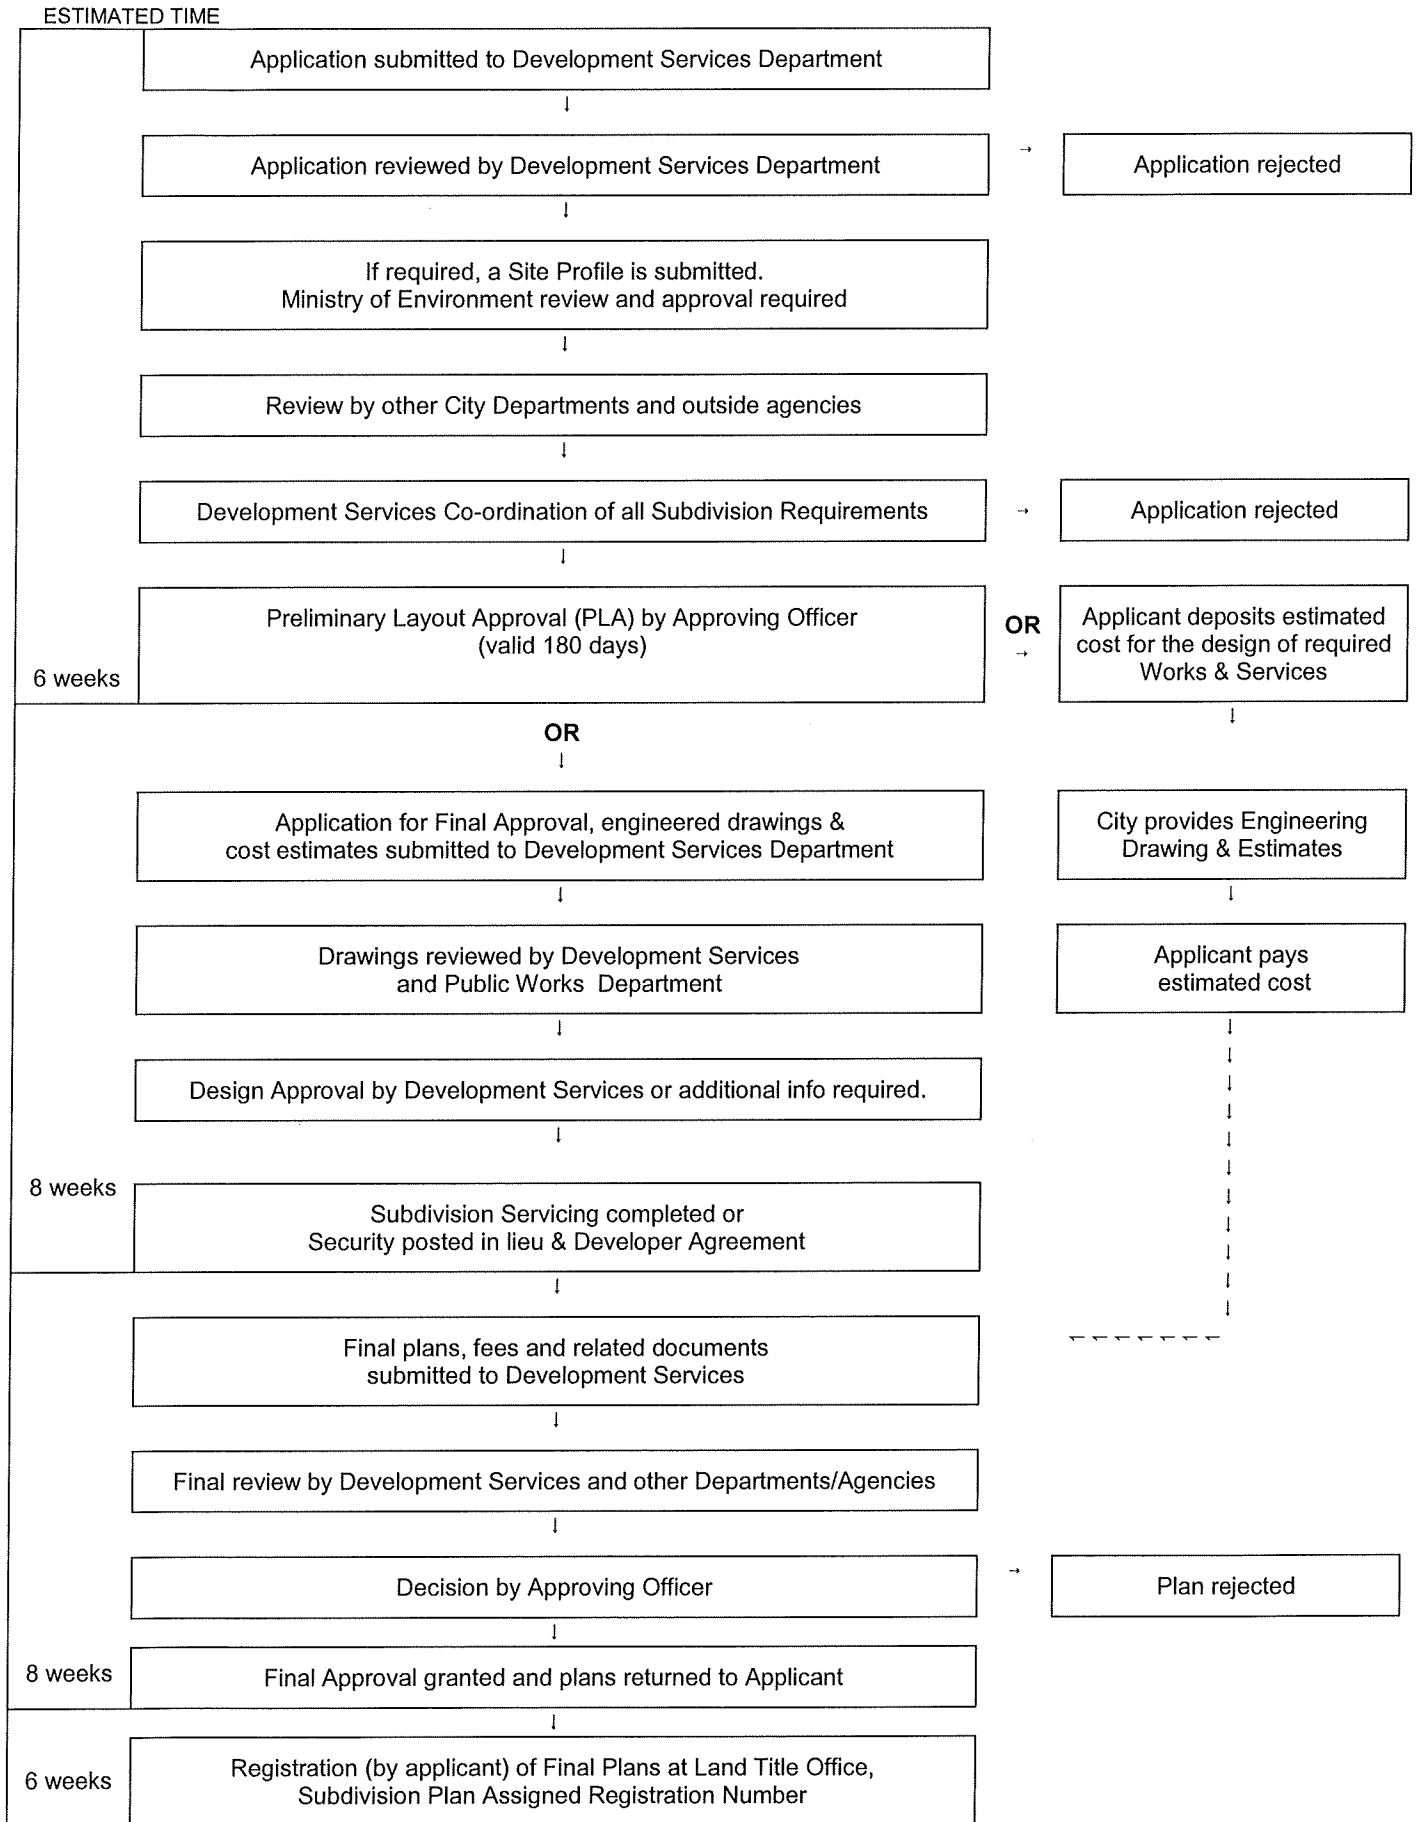 ESTIMATED TIME
Application submitted to Development Services Department
↓
Application reviewed by Development Services Department
→
Application rejected
↓
If required, a Site Profile is submitted.
Ministry of Environment review and approval required
↓
Review by other City Departments and outside agencies
↓
Development Services Co-ordination of all Subdivision Requirements
→
Application rejected
↓
Preliminary Layout Approval (PLA) by Approving Officer
(valid 180 days)
6 weeks
OR
→
Applicant deposits estimated
cost for the design of required
Works & Services
↓
OR
↓
Application for Final Approval, engineered drawings &
cost estimates submitted to Development Services Department
City provides Engineering
Drawing & Estimates
↓
↓
Drawings reviewed by Development Services
and Public Works Department
Applicant pays
estimated cost
↓
Design Approval by Development Services or additional info required.
↓
8 weeks
Subdivision Servicing completed or
Security posted in lieu & Developer Agreement
↓
Final plans, fees and related documents
submitted to Development Services
↓
Final review by Development Services and other Departments/Agencies
↓
Decision by Approving Officer
→
Plan rejected
↓
8 weeks
Final Approval granted and plans returned to Applicant
↓
6 weeks
Registration (by applicant) of Final Plans at Land Title Office,
Subdivision Plan Assigned Registration Number